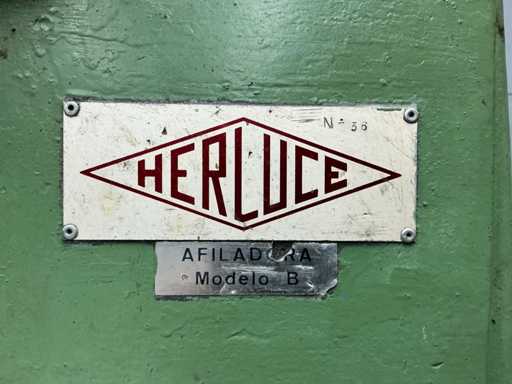 Nº 36
HERLUCE
AFILADORA
Modelo B